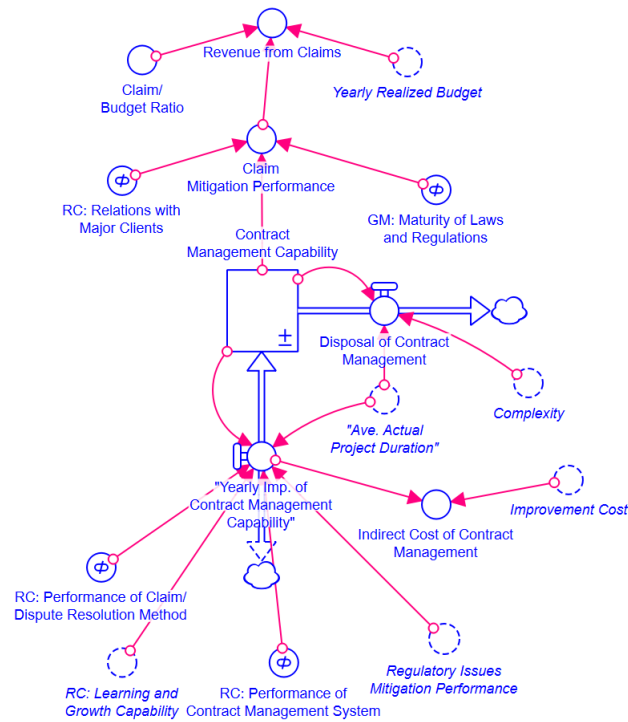 Revenue from Claims
Claim/
Budget Ratio
Yearly Realized Budget
Claim
Mitigation Performance
RC: Relations with
Major Clients
GM: Maturity of Laws
and Regulations
Contract
Management Capability
±
Disposal of Contract
Management
Complexity
"Ave. Actual
Project Duration"
"Yearly Imp. of
Contract Management
Capability"
Improvement Cost
Indirect Cost of Contract
Management
RC: Performance of Claim/
Dispute Resolution Method
RC: Learning and
Growth Capability
RC: Performance of
Contract Management System
Regulatory Issues
Mitigation Performance